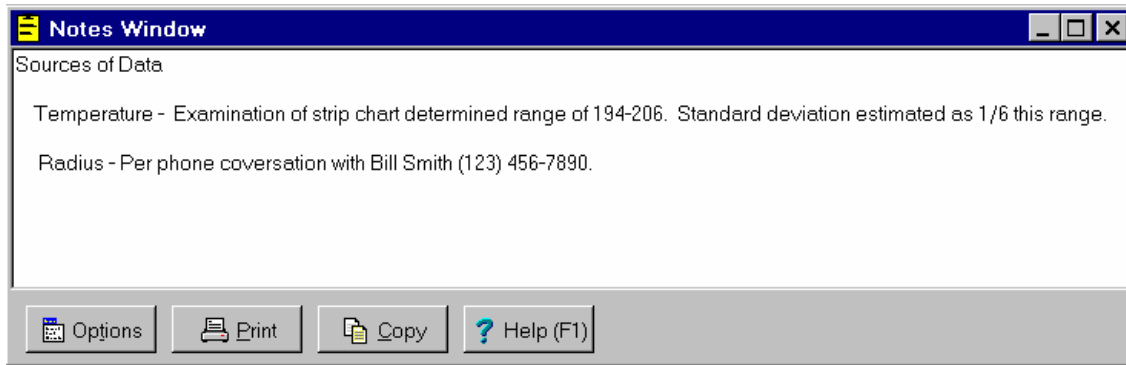 Notes Window
Sources of Data
Temperature - Examination of strip chart determined range of 194-206. Standard deviation estimated as 1/6 this range.
Radius - Per phone coversation with Bill Smith (123) 456-7890.
Options Print Copy ? Help (F1)